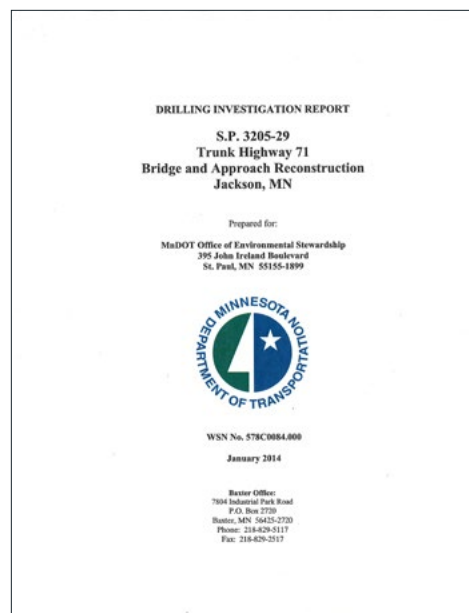 DRILLING INVESTIGATION REPORT
S.P. 3205-29
Trunk Highway 71
Bridge and Approach Reconstruction
Jackson, MN
Prepared for:
MnDOT Office of Environmental Stewardship
395 John Ireland Boulevard
St. Paul, MN 55155-1899
MINNESOTA
DEPARTMENT OF TRANSPORTATION
WSN No. 578C0084.000
January 2014
Baxter Office:
7804 Industrial Park Road
P.O. Box 2720
Baxter, MN 56425-2720
Phone: 218-829-5117
Fax: 218-829-2517